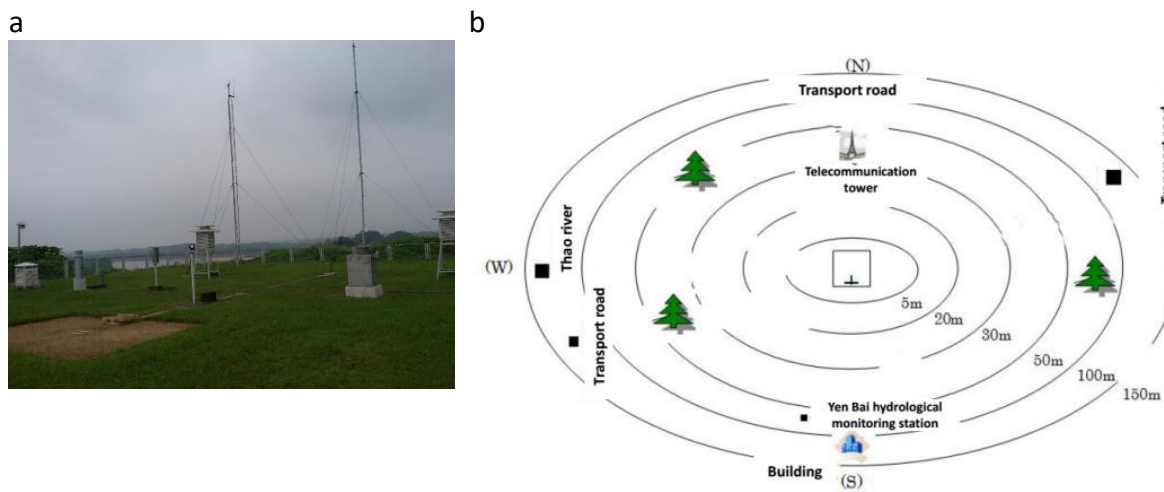 a
b
(N)
Transport road
Telecommunication
tower
Thao river
(W)
Transport road
5m
20m
30m
50m
100m
150m
Yen Bai hydrological
monitoring station
Building
(S)